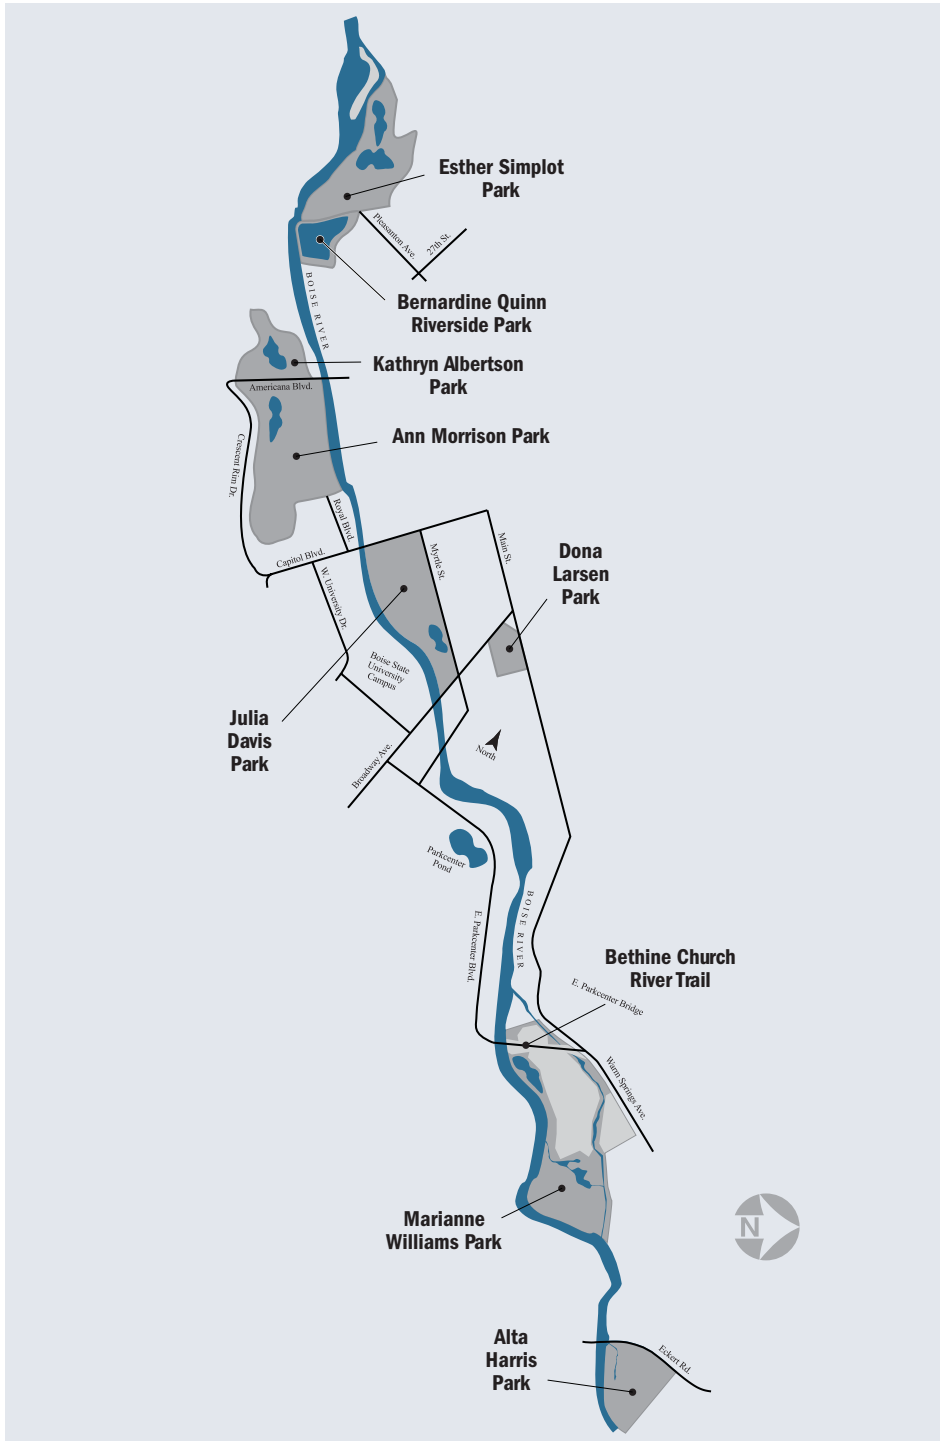 Esther Simplot
Park
Pleasanton Ave.
27th St.
BOISE RIVER
Bernardine Quinn
Riverside Park
Kathryn Albertson
Park
Americana Blvd.
Ann Morrison Park
Crescent Rim Dr.
Royal Blvd.
Capitol Blvd.
Myrtle St.
Main St.
Dona
Larsen
Park
W. University Dr.
Boise State
University
Campus
Julia
Davis
Park
North
Broadway Ave.
Parkcenter
Pond
E. Parkcenter Blvd.
BOISE RIVER
Bethine Church
River Trail
E. Parkcenter Bridge
Warm Springs Ave.
Marianne
Williams Park
N
Alta
Harris
Park
Eckert Rd.